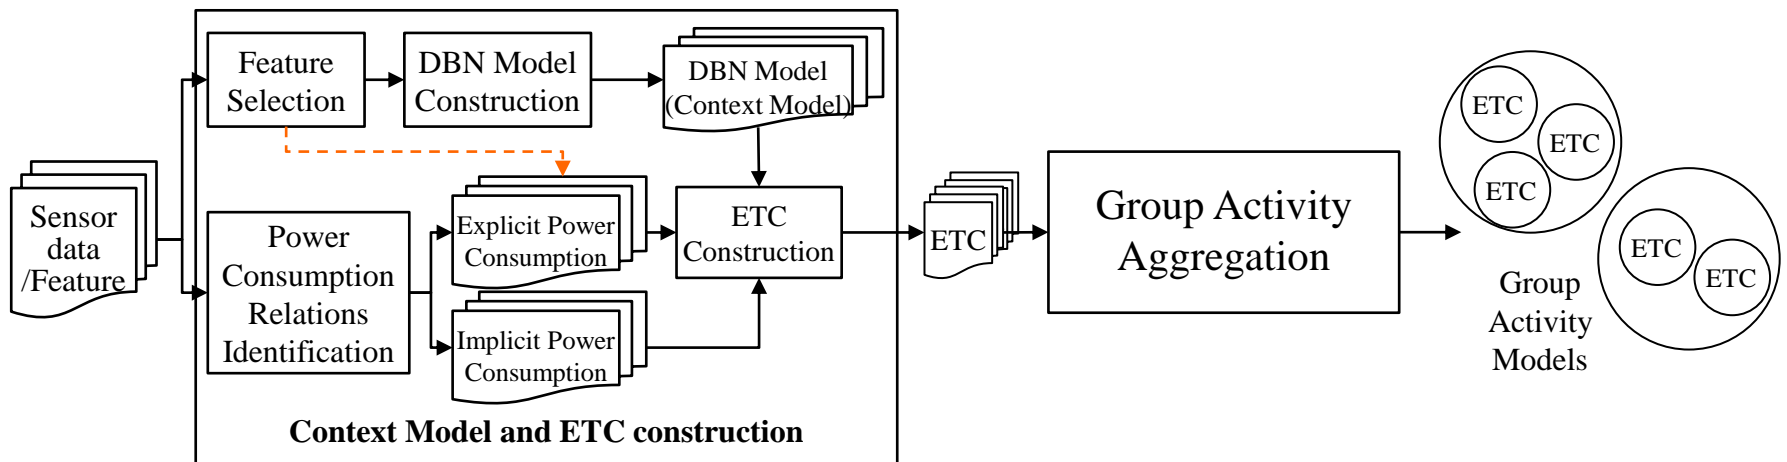 Sensor
data
/Feature
Feature
Selection
DBN Model
Construction
DBN Model
(Context Model)
Power
Consumption
Relations
Identification
Explicit Power
Consumption
Implicit Power
Consumption
ETC
Construction
Context Model and ETC construction
ETC
Group Activity
Aggregation
ETC
ETC
ETC
ETC
ETC
Group
Activity
Models